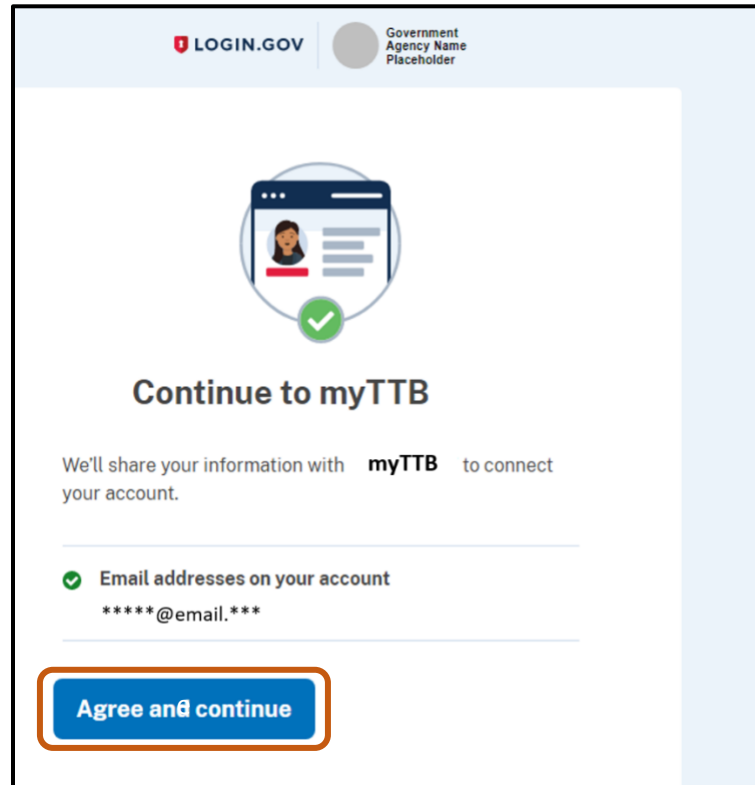 LOGIN.GOV
Government
Agency Name
Placeholder
Continue to myTTB
We'll share your information with myTTB to connect
your account.
Email addresses on your account
*****@email.***
Agree and continue